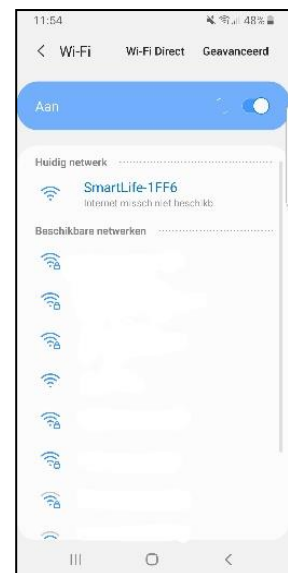 11:54
48%
< Wi-Fi Wi-Fi Direct Geavanceerd
Aan
Huidig netwerk
SmartLife-1FF6
Internet missch niet beschikb.
Beschikbare netwerken